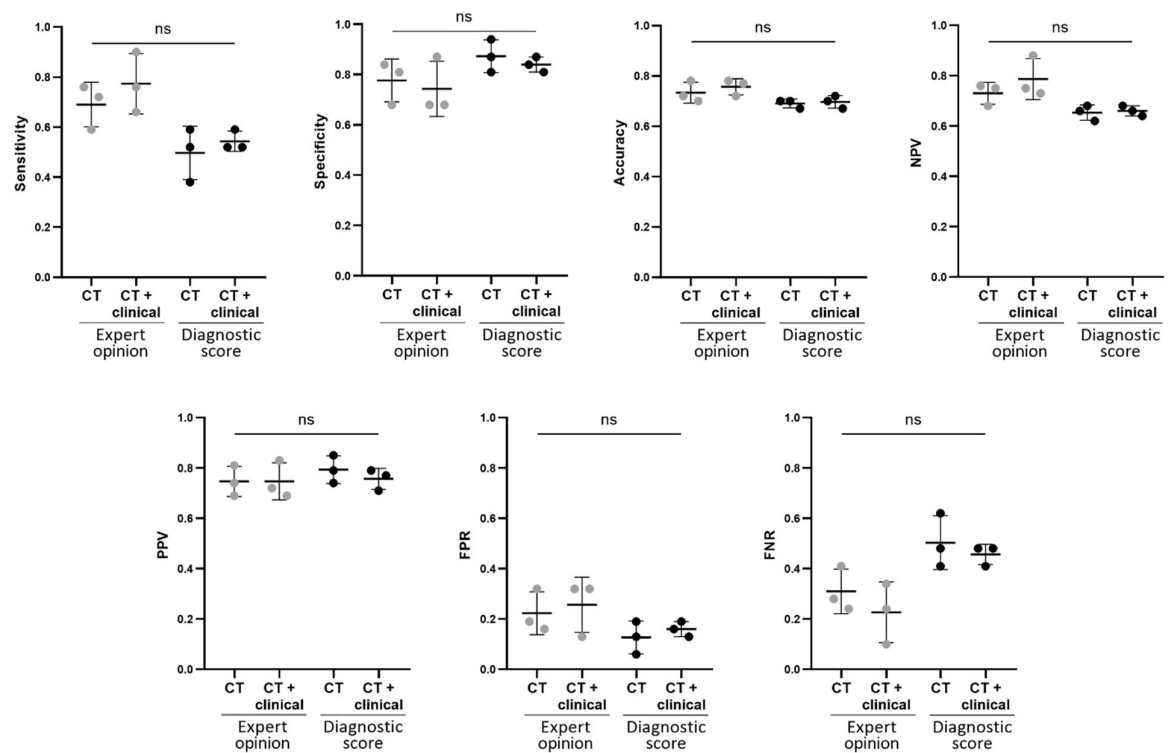 ns
1.0
0.8
0.6
0.4
0.2
0.0
Sensitivity
CT CT + CT CT +
clinical clinical
Expert Diagnostic
opinion score
ns
1.0
0.8
0.6
0.4
0.2
0.0
Specificity
CT CT + CT CT +
clinical clinical
Expert Diagnostic
opinion score
ns
1.0
0.8
0.6
0.4
0.2
0.0
Accuracy
CT CT + CT CT +
clinical clinical
Expert Diagnostic
opinion score
ns
1.0
0.8
0.6
0.4
0.2
0.0
NPV
CT CT + CT CT +
clinical clinical
Expert Diagnostic
opinion score
ns
1.0
0.8
0.6
0.4
0.2
0.0
PPV
CT CT + CT CT +
clinical clinical
Expert Diagnostic
opinion score
ns
1.0
0.8
0.6
0.4
0.2
0.0
FPR
CT CT + CT CT +
clinical clinical
Expert Diagnostic
opinion score
ns
1.0
0.8
0.6
0.4
0.2
0.0
FNR
CT CT + CT CT +
clinical clinical
Expert Diagnostic
opinion score